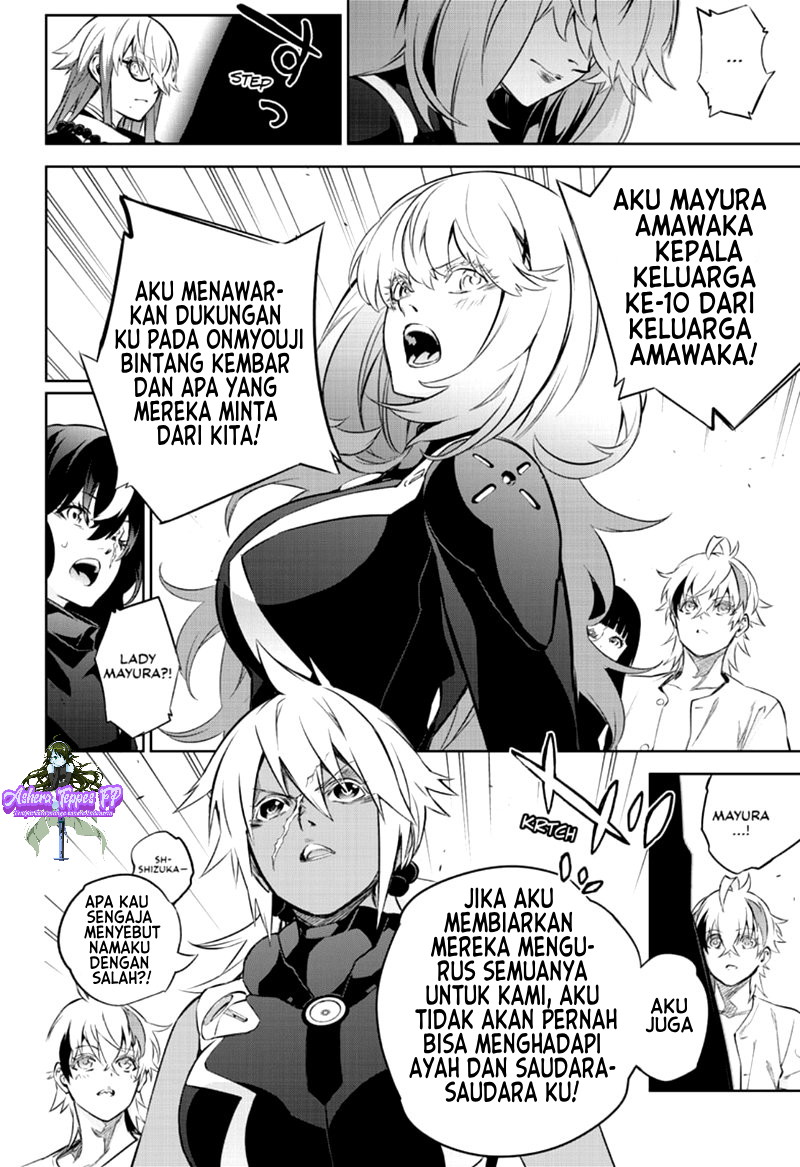 ...
STEP
AKU MAYURA
AMAWAKA
KEPALA
KELUARGA
KE-10 DARI
KELUARGA
AMAWAKA!
AKU MENAWAR-
KAN DUKUNGAN
KU PADA ONMYOUJI
BINTANG KEMBAR
DAN APA YANG
MEREKA MINTA
DARI KITA!
LADY
MAYURA?!
MAYURA
...!
KRTCH
AKU
JUGA
JIKA AKU
MEMBIARKAN
MEREKA MENGU-
RUS SEMUANYA
UNTUK KAMI, AKU
TIDAK AKAN PERNAH
BISA MENGHADAPI
AYAH DAN SAUDARA-
SAUDARA KU!
SH-
SHIZUKA—
APA KAU
SENGAJA
MENYEBUT
NAMAKU
DENGAN
SALAH?!
Ashera Teppes FP